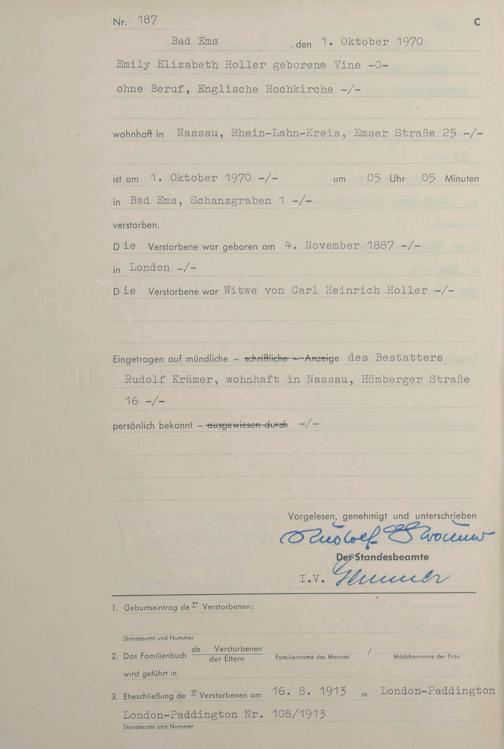 Nr. 187 C
Bad Ems , den 1. Oktober 1970
Emily Elizabeth Holler geborene Vine -O-
ohne Beruf, Englische Hochkirche -/-
wohnhaft in Nassau, Rhein-Lahn-Kreis, Emser Straße 25 -/-
ist am 1. Oktober 1970 -/- um 05 Uhr 05 Minuten
in Bad Ems, Schanzgraben 1 -/-
verstorben.
Die Verstorbene war geboren am 4. November 1887 -/-
in London -/-
Die Verstorbene war Witwe von Carl Heinrich Holler -/-
Eingetragen auf mündliche – schriftliche – Anzeige des Bestatters
Rudolf Krämer, wohnhaft in Nassau, Hömberger Straße
16 -/-
persönlich bekannt – ausgewiesen durch -/-
Vorgelesen, genehmigt und unterschrieben
Rudolf Krämer
Der Standesbeamte
I.V.
1. Geburtseintrag der Verstorbenen:
Standesamt und Nummer
2. Das Familienbuch de Verstorbenen / der Eltern Familienname des Mannes / Mädchenname der Frau
wird geführt in
3. Eheschließung der Verstorbenen am 16. 8. 1913 in London-Paddington
London-Paddington Nr. 108/1913
Standesamt und Nummer